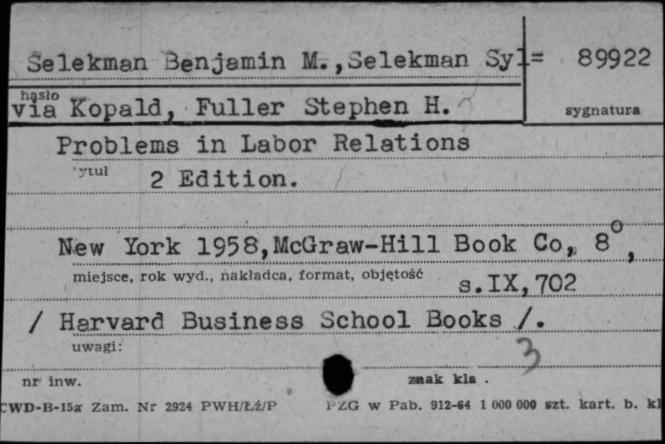 Selekman Benjamin M.,Selekman Syl= 89922
hasło
via Kopald, Fuller Stephen H. sygnatura
Problems in Labor Relations
tytuł
2 Edition.
New York 1958,McGraw-Hill Book Co, 8°,
miejsce, rok wyd., nakładca, format, objętość s.IX,702
/ Harvard Business School Books /.
uwagi:
3
nr inw. znak kla .
CWD-B-15a Zam. Nr 2924 PWH/Łź/P PZG w Pab. 912-64 1 000 000 szt. kart. b. kl